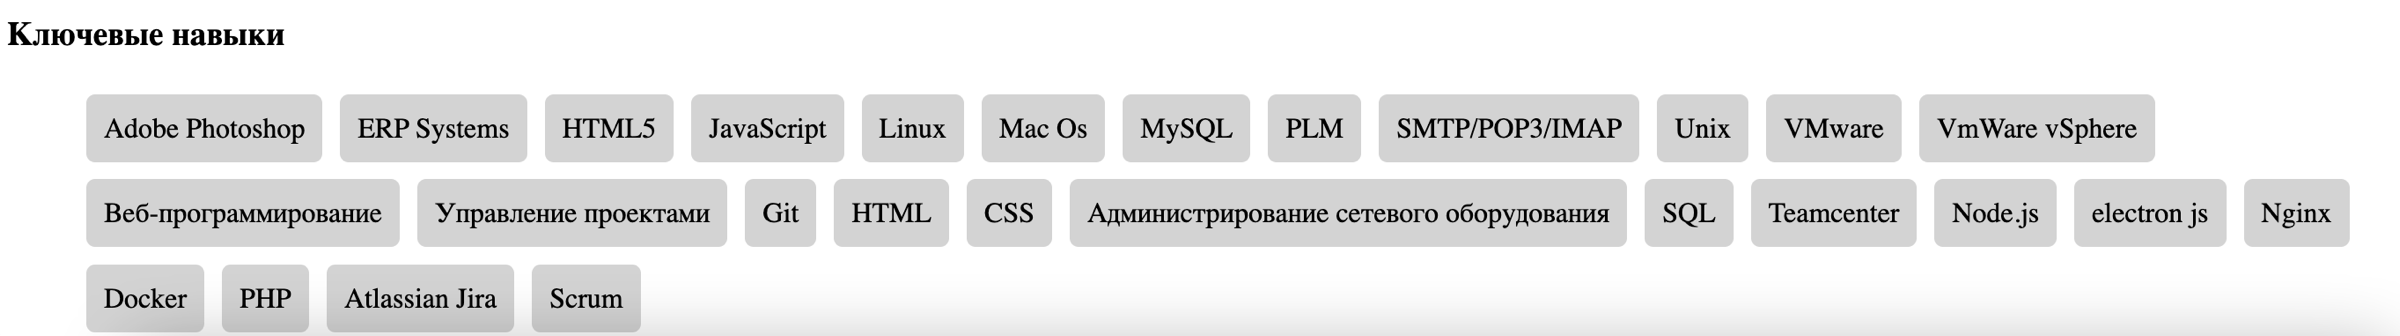 Ключевые навыки
Adobe Photoshop ERP Systems HTML5 JavaScript Linux Mac Os MySQL PLM SMTP/POP3/IMAP Unix VMware VmWare vSphere
Веб-программирование Управление проектами Git HTML CSS Администрирование сетевого оборудования SQL Teamcenter Node.js electron js Nginx
Docker PHP Atlassian Jira Scrum